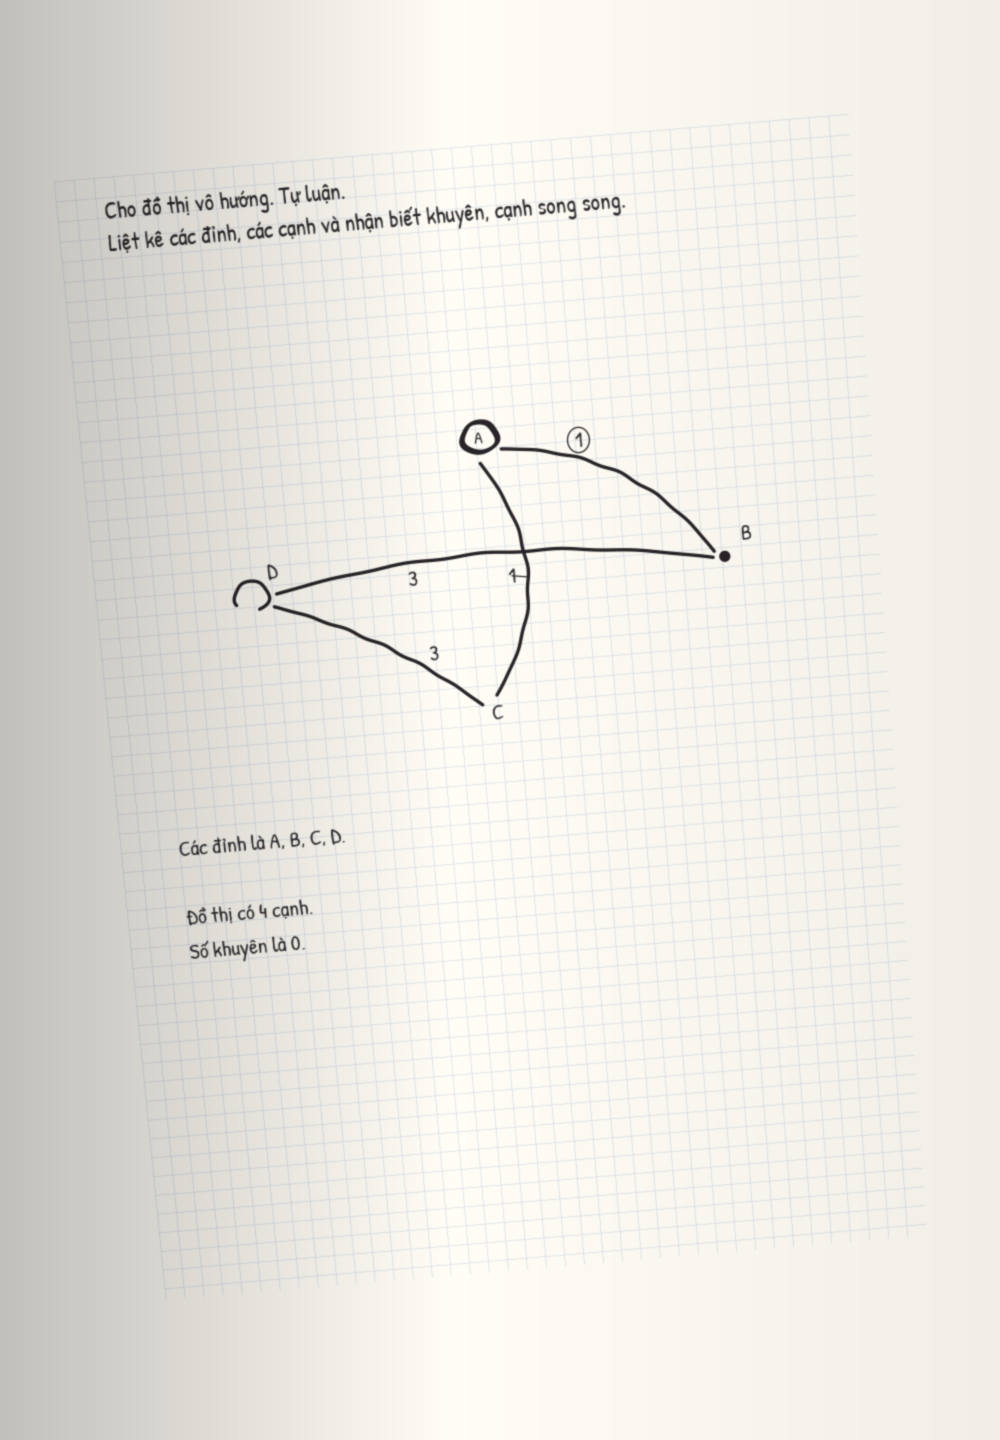 Cho đồ thị vô hướng. Tự luận.
Liệt kê các đỉnh, các cạnh và nhận biết khuyên, cạnh song song.
A
1
B
D
3
1
3
C
Các đỉnh là A, B, C, D.
Đồ thị có 4 cạnh.
Số khuyên là 0.